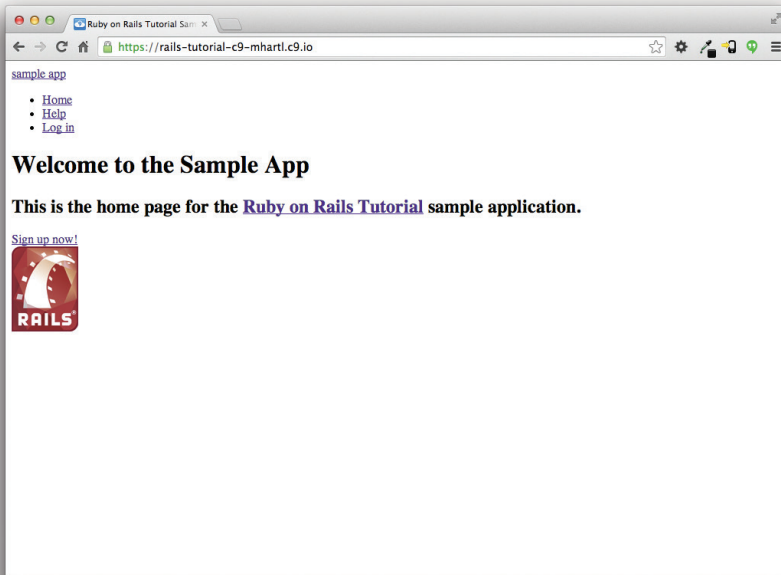 Ruby on Rails Tutorial Sam
https://rails-tutorial-c9-mhartl.c9.io
sample app
Home
Help
Log in
Welcome to the Sample App
This is the home page for the Ruby on Rails Tutorial sample application.
Sign up now!
RAILS